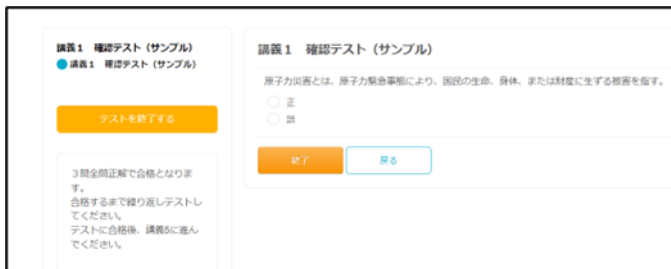 講義1 確認テスト（サンプル）
講義1 確認テスト（サンプル）
テストを終了する
3問全問正解で合格となりま
す。
合格するまで繰り返しテストし
てください。
テストに合格後、講義5に進ん
でください。
講義1 確認テスト（サンプル）
原子力災害とは、原子力緊急事態により、国民の生命、身体、または財産に生ずる被害を指す。
正
誤
終了
戻る